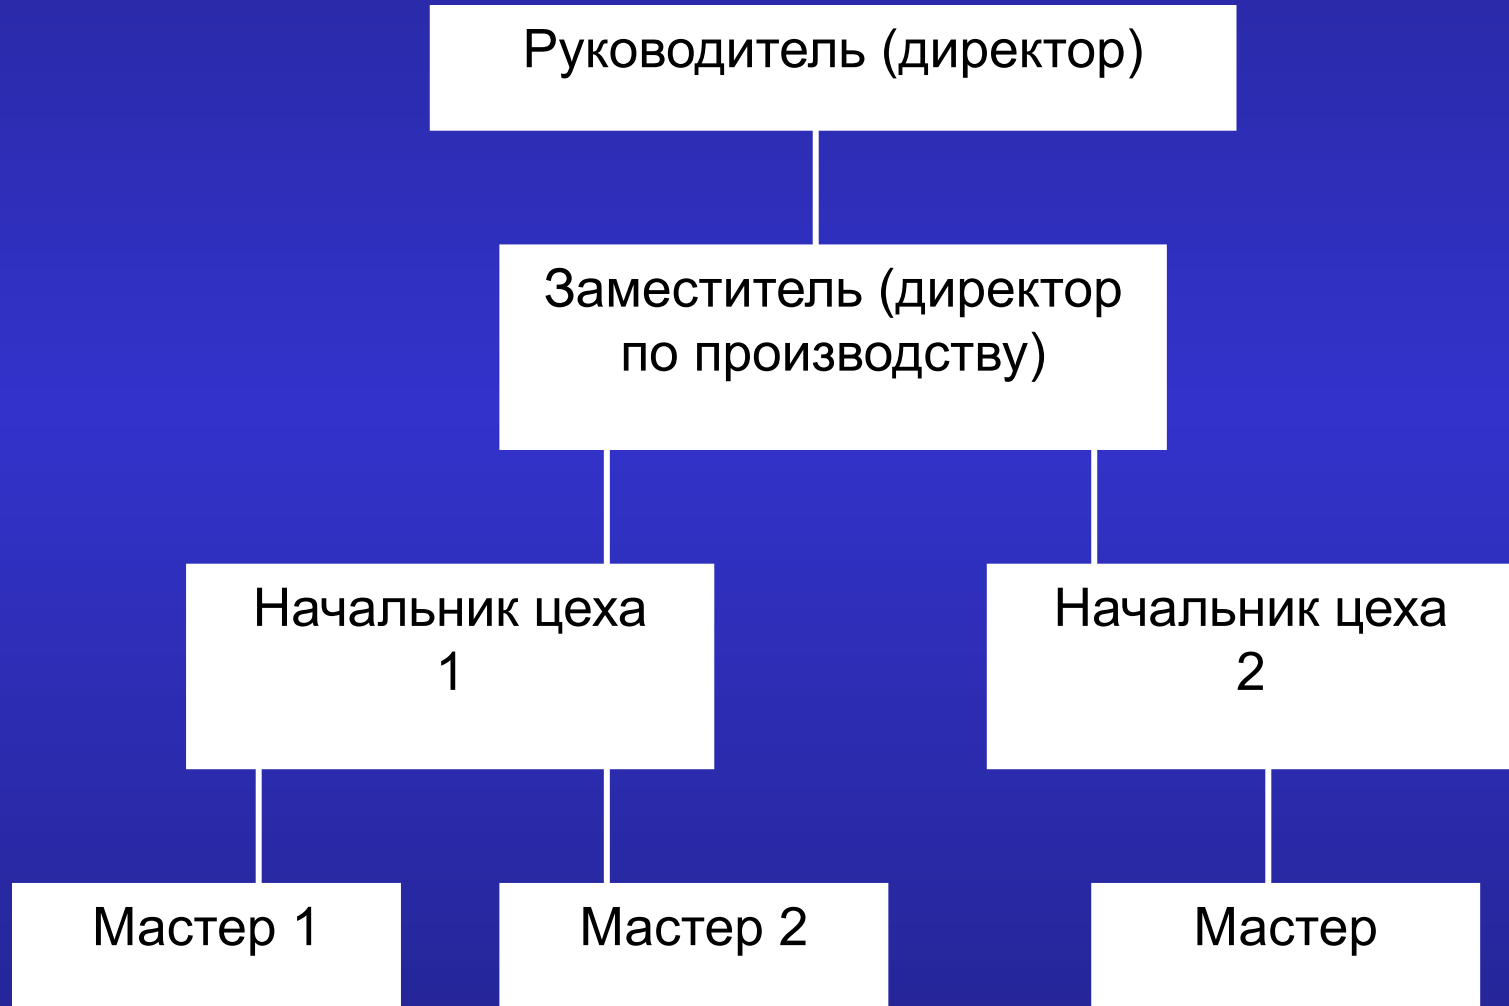 Руководитель (директор)
Заместитель (директор
по производству)
Начальник цеха
1
Начальник цеха
2
Мастер 1
Мастер 2
Мастер